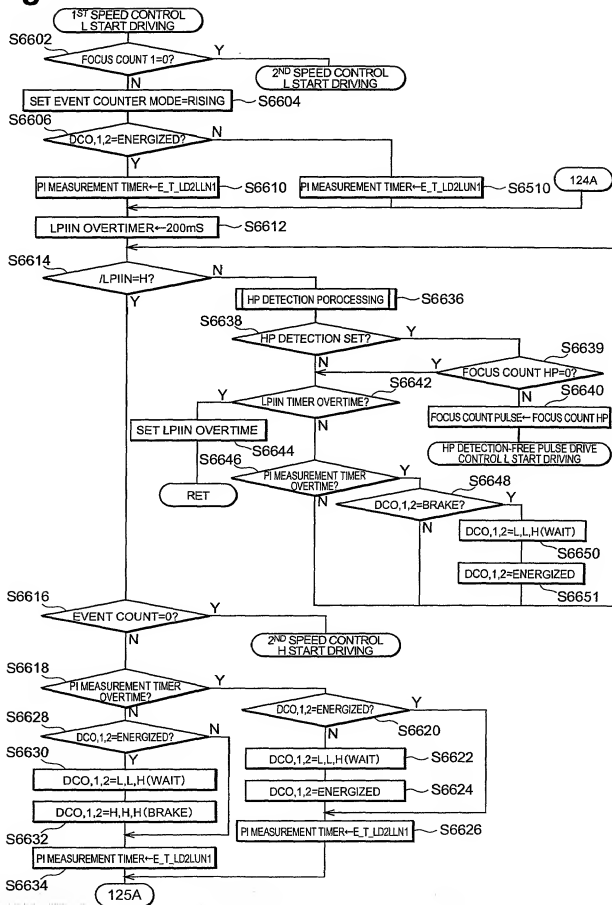 1ST SPEED CONTROL
L START DRIVING
S6602
FOCUS COUNT 1=0?
Y
N
2ND SPEED CONTROL
L START DRIVING
SET EVENT COUNTER MODE=RISING
S6604
S6606
DCO,1,2=ENERGIZED?
N
Y
PI MEASUREMENT TIMER←E_T_LD2LLN1
S6610
PI MEASUREMENT TIMER←E_T_LD2LUN1
S6510
124A
LPIIN OVERTIMER←200mS
S6612
S6614
/LPIIN=H?
N
Y
HP DETECTION POROCESSING
S6636
S6638
HP DETECTION SET?
Y
N
S6639
FOCUS COUNT HP=0?
Y
N
S6640
FOCUS COUNT PULSE←FOCUS COUNT HP
HP DETECTION-FREE PULSE DRIVE
CONTROL L START DRIVING
S6642
LPIIN TIMER OVERTIME?
Y
N
SET LPIIN OVERTIME
S6644
RET
S6646
PI MEASUREMENT TIMER
OVERTIME?
Y
N
S6648
DCO,1,2=BRAKE?
Y
N
DCO,1,2=L,L,H(WAIT)
S6650
DCO,1,2=ENERGIZED
S6651
S6616
EVENT COUNT=0?
Y
N
2ND SPEED CONTROL
H START DRIVING
S6618
PI MEASUREMENT TIMER
OVERTIME?
Y
N
DCO,1,2=ENERGIZED?
Y
N
S6620
S6628
DCO,1,2=ENERGIZED?
N
Y
DCO,1,2=L,L,H(WAIT)
S6622
DCO,1,2=ENERGIZED
S6624
S6630
DCO,1,2=L,L,H(WAIT)
DCO,1,2=H,H,H(BRAKE)
S6632
PI MEASUREMENT TIMER←E_T_LD2LLN1
S6626
PI MEASUREMENT TIMER←E_T_LD2LUN1
S6634
125A